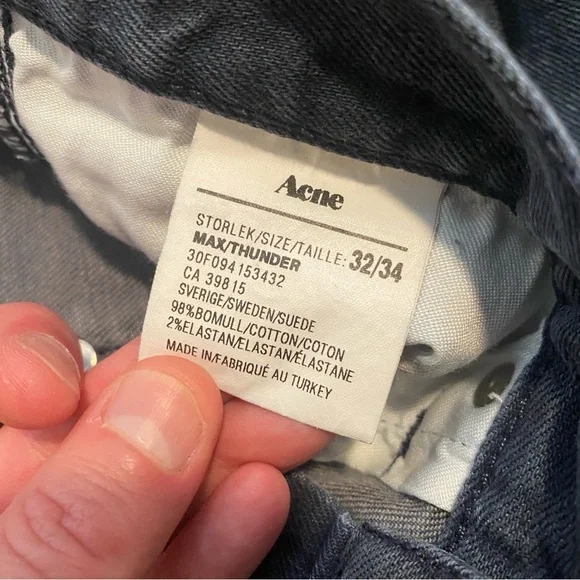 Acne
STORLEK/SIZE/TAILLE: 32/34
MAX/THUNDER
30F094153432
CA 39815
SVERIGE/SWEDEN/SUEDE
98%BOMULL/COTTON/COTON
2%ELASTAN/ELASTAN/ÉLASTANE
MADE IN/FABRIQUÉ AU TURKEY